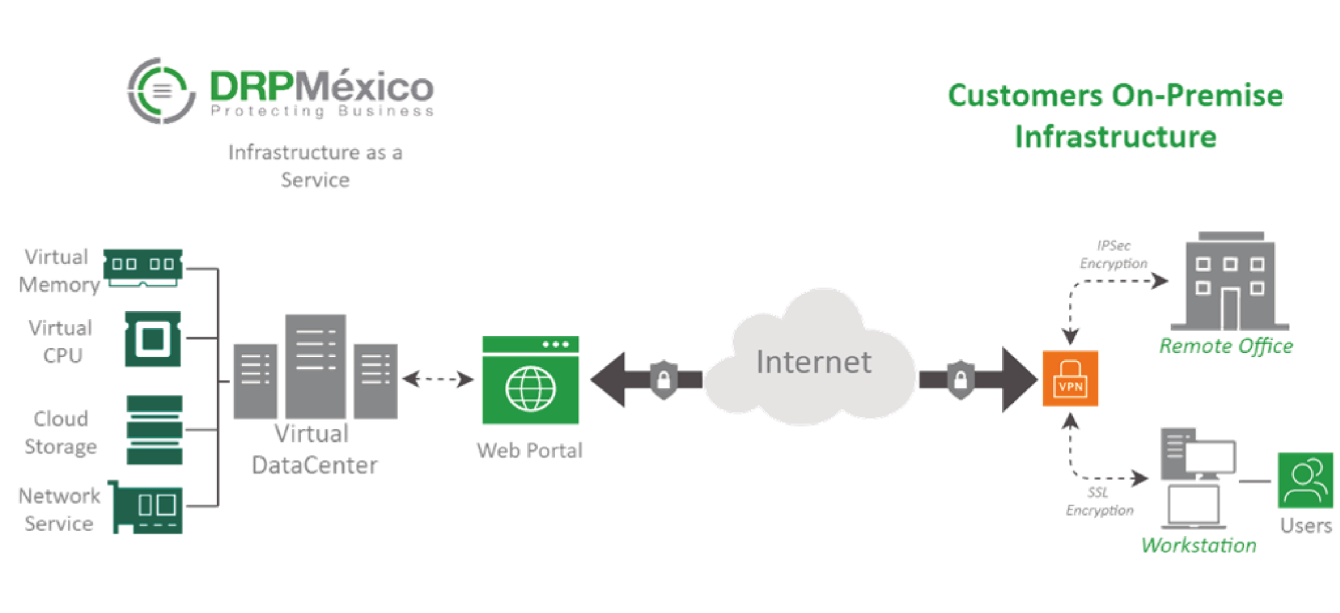 DRPMéxico
Protecting Business
Infrastructure as a
Service
Customers On-Premise
Infrastructure
Virtual
Memory
Virtual
CPU
Cloud
Storage
Network
Service
Virtual
DataCenter
Web Portal
Internet
VPN
IPSec
Encryption
Remote Office
SSL
Encryption
Workstation
Users